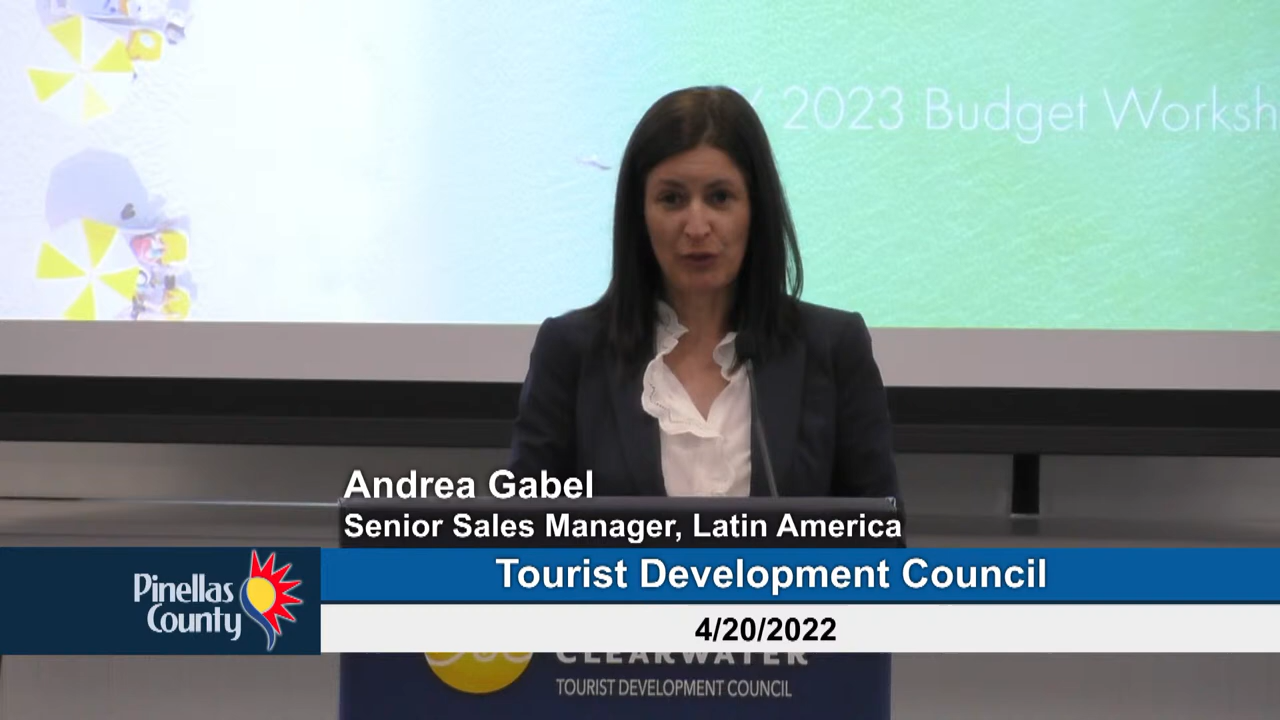 2023 Budget Worksh
Andrea Gabel
Senior Sales Manager, Latin America
Tourist Development Council
Pinellas
County
4/20/2022
CLEARWATER
TOURIST DEVELOPMENT COUNCIL